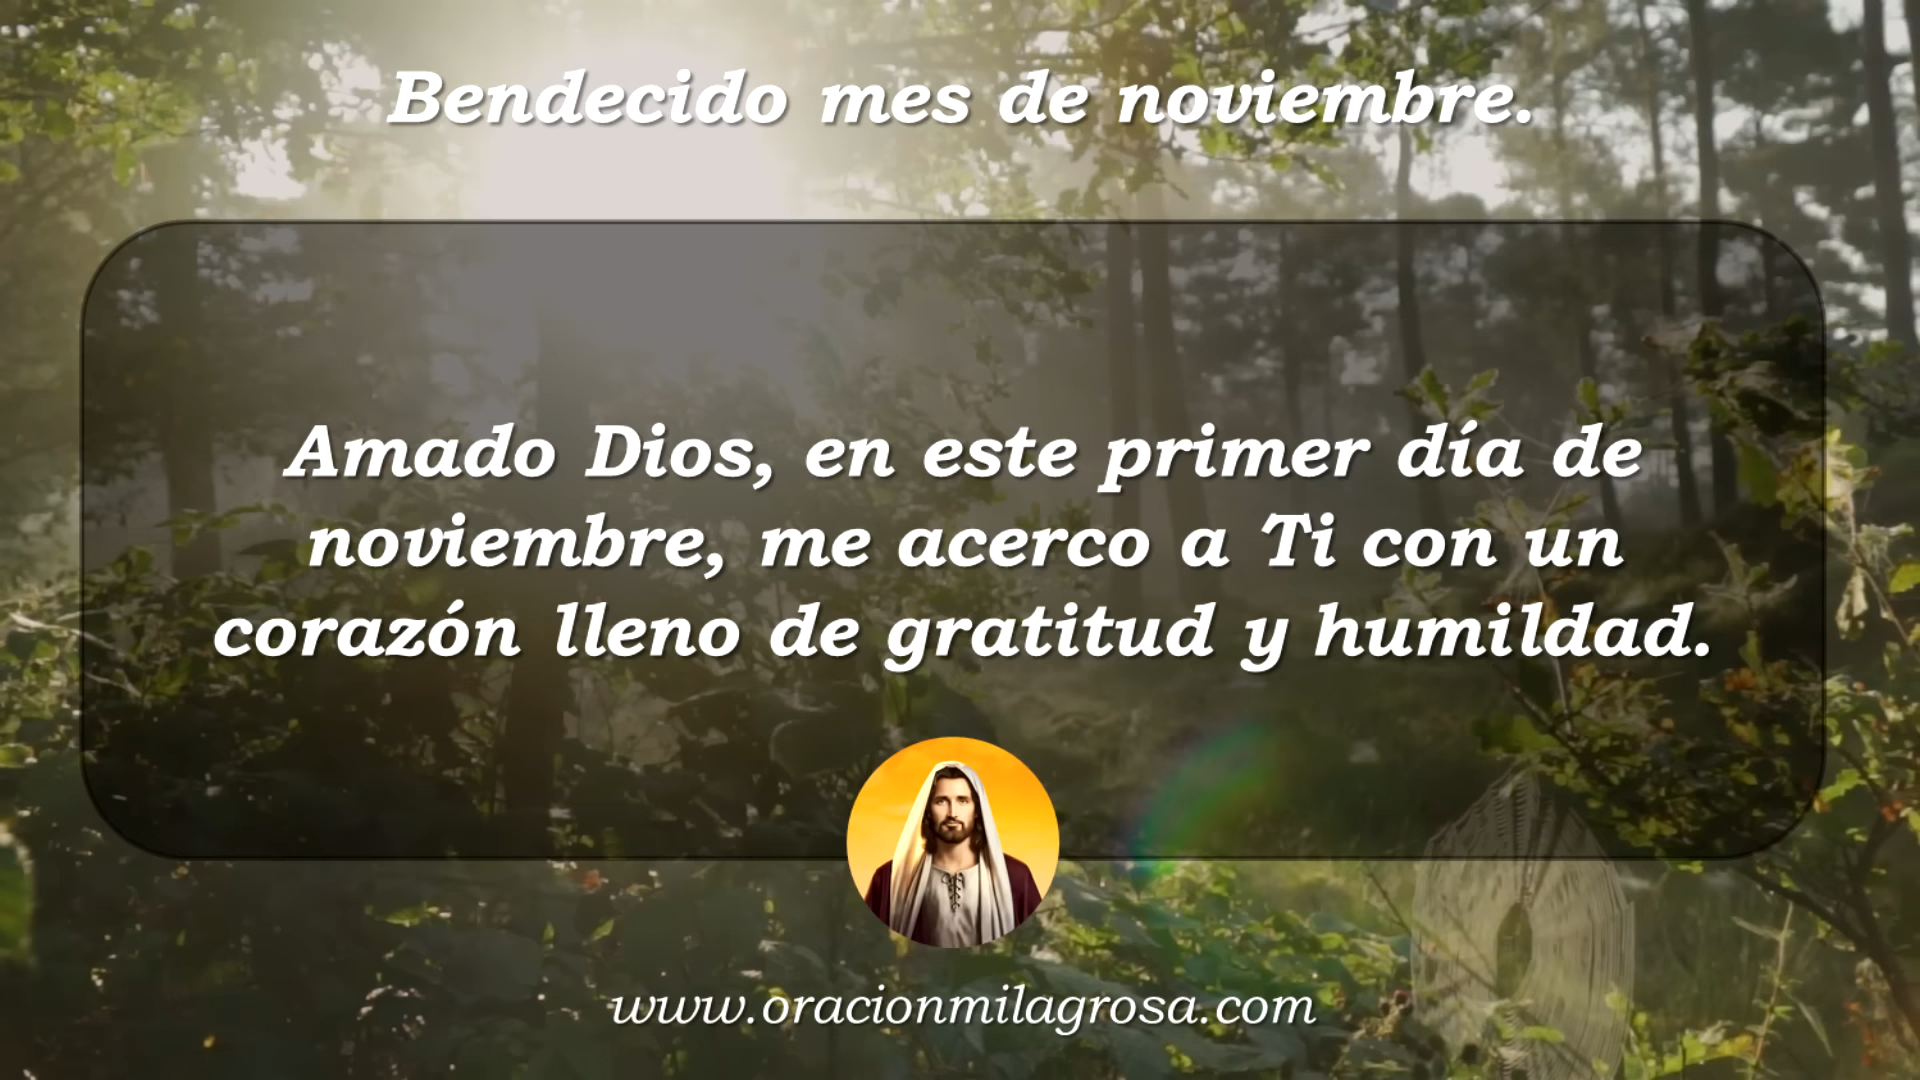 Bendecido mes de noviembre.
Amado Dios, en este primer día de
noviembre, me acerco a Ti con un
corazón lleno de gratitud y humildad.
www.oracionmilagrosa.com